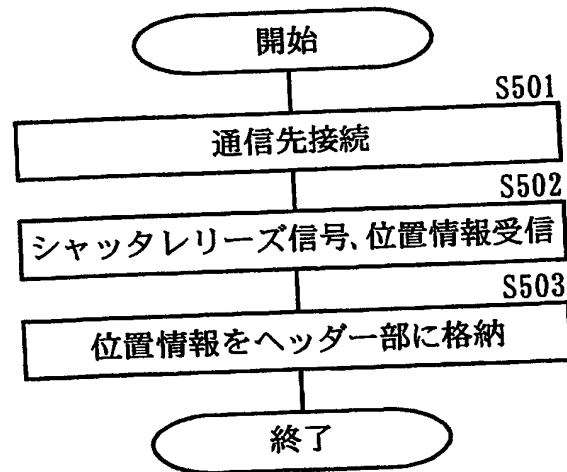 開始
S501
通信先接続
S502
シャッタレリーズ信号、位置情報受信
S503
位置情報をヘッダー部に格納
終了